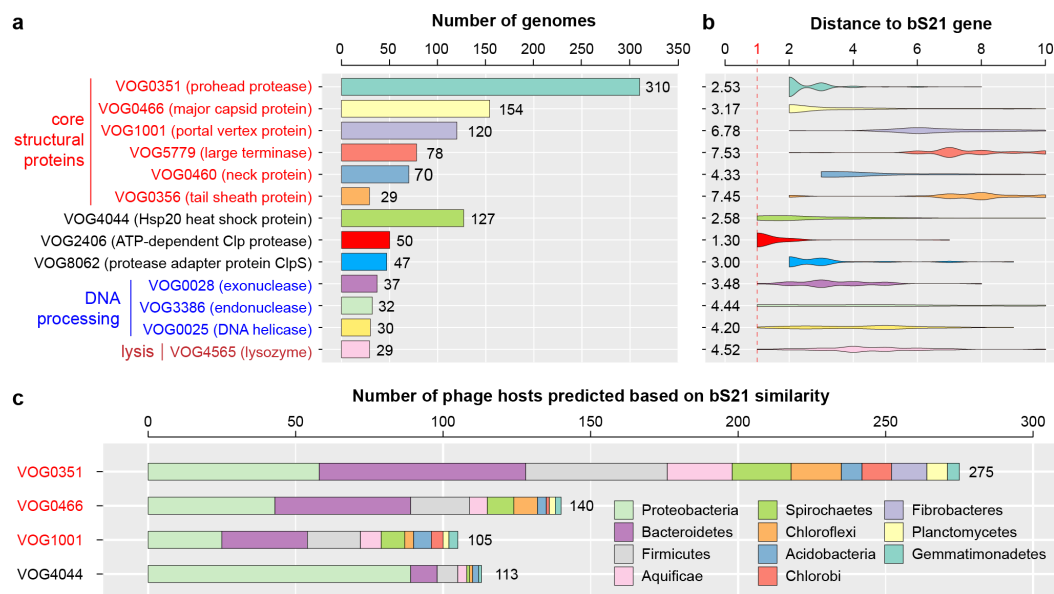 a
Number of genomes
0 50 100 150 200 250 300 350
core structural proteins
VOG0351 (prohead protease) 310
VOG0466 (major capsid protein) 154
VOG1001 (portal vertex protein) 120
VOG5779 (large terminase) 78
VOG0460 (neck protein) 70
VOG0356 (tail sheath protein) 29
VOG4044 (Hsp20 heat shock protein) 127
VOG2406 (ATP-dependent Clp protease) 50
VOG8062 (protease adapter protein ClpS) 47
DNA processing
VOG0028 (exonuclease) 37
VOG3386 (endonuclease) 32
VOG0025 (DNA helicase) 30
lysis VOG4565 (lysozyme) 29
b
Distance to bS21 gene
0 1 2 4 6 8 10
2.53
3.17
6.78
7.53
4.33
7.45
2.58
1.30
3.00
3.48
4.44
4.20
4.52
c
Number of phage hosts predicted based on bS21 similarity
0 50 100 150 200 250 300
VOG0351 275
VOG0466 140
VOG1001 105
VOG4044 113
Proteobacteria
Bacteroidetes
Firmicutes
Aquificae
Spirochaetes
Chloroflexi
Acidobacteria
Chlorobi
Fibrobacteres
Planctomycetes
Gemmatimonadetes